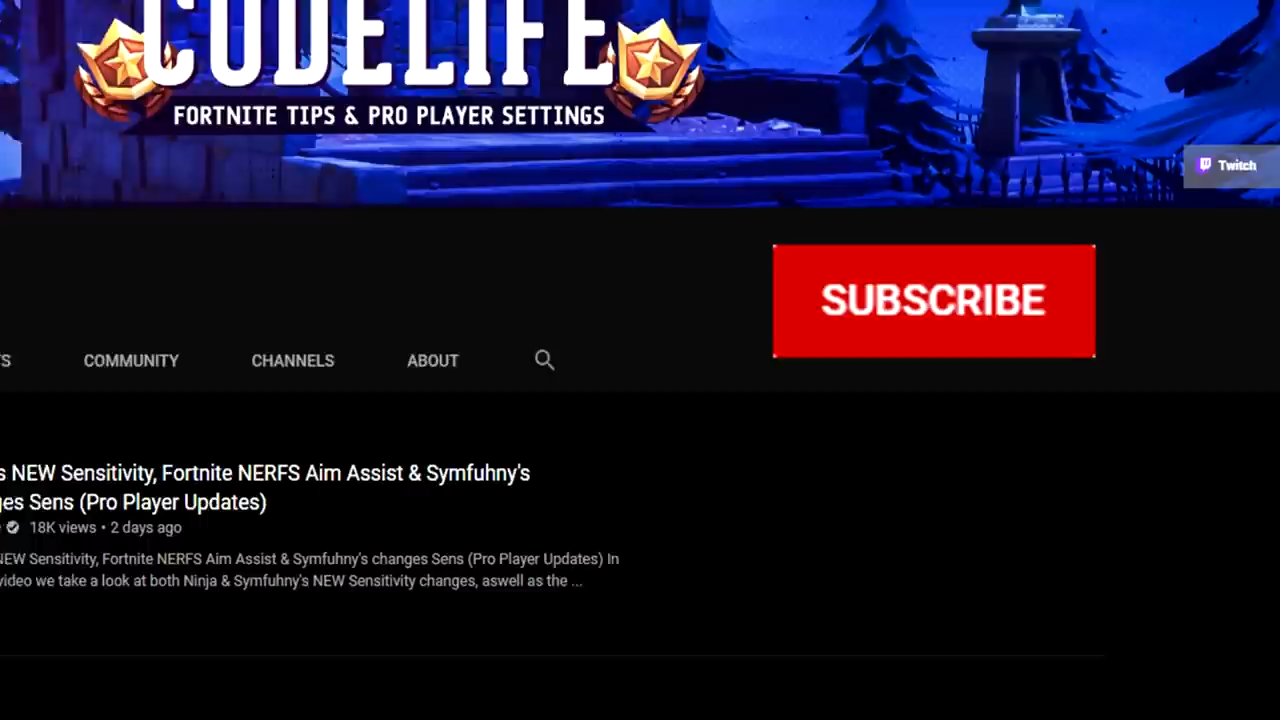 CODELIFE
FORTNITE TIPS & PRO PLAYER SETTINGS
Twitch
SUBSCRIBE
COMMUNITY CHANNELS ABOUT
NEW Sensitivity, Fortnite NERFS Aim Assist & Symfuhny's
Sens (Pro Player Updates)
18K views • 2 days ago
NEW Sensitivity, Fortnite NERFS Aim Assist & Symfuhny's changes Sens (Pro Player Updates) In
video we take a look at both Ninja & Symfuhny's NEW Sensitivity changes, aswell as the ...